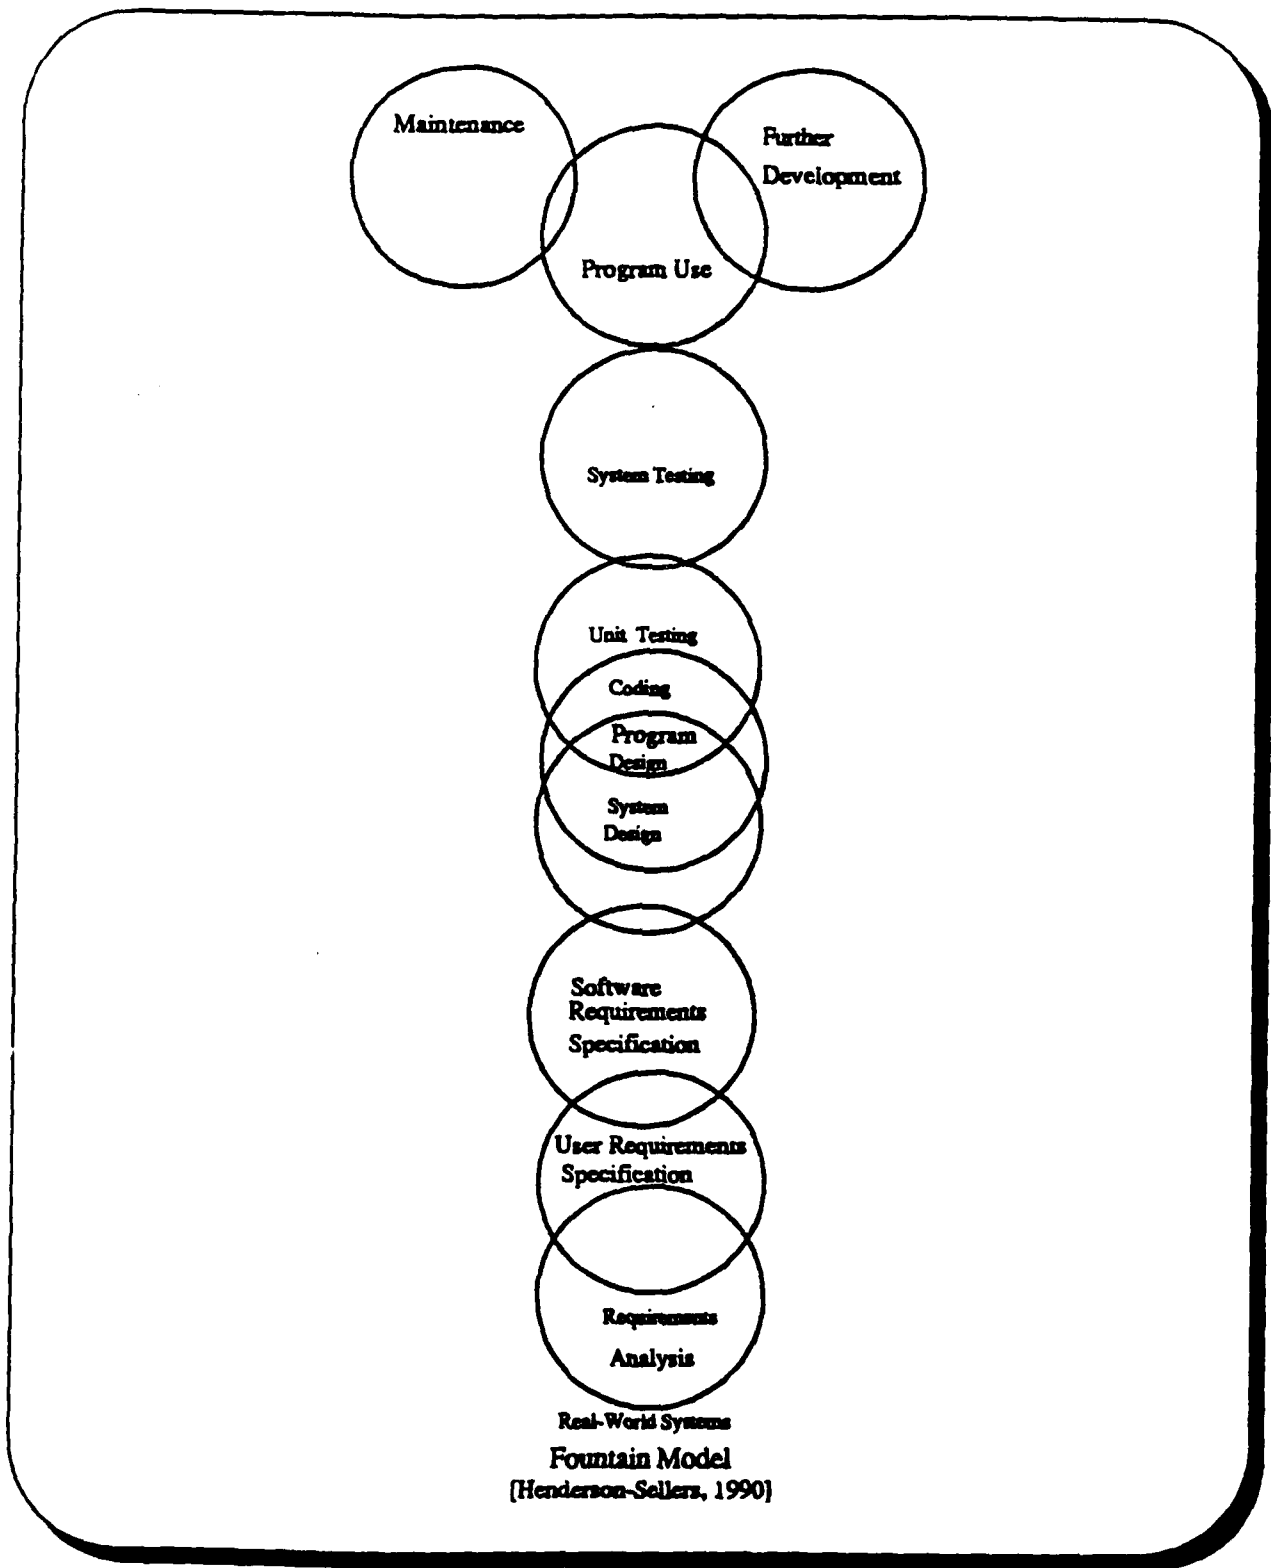 Maintenance
Further
Development
Program Use
System Testing
Unit Testing
Coding
Program
Design
System
Design
Software
Requirements
Specification
User Requirements
Specification
Requirements
Analysis
Real-World Systems
Fountain Model
[Henderson-Sellers, 1990]